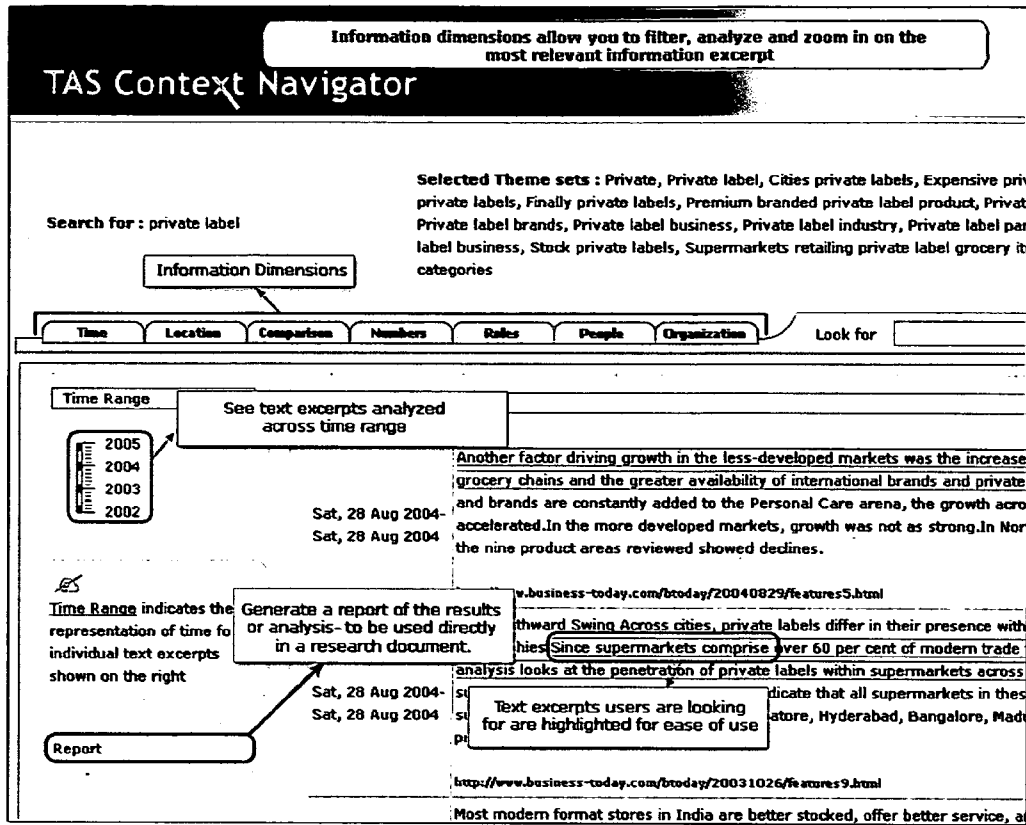 Information dimensions allow you to filter, analyze and zoom in on the
most relevant information excerpt
TAS Context Navigator
Selected Theme sets : Private, Private label, Cities private labels, Expensive priv
private labels, Finally private labels, Premium branded private label product, Privat
Search for : private label
Private label brands, Private label business, Private label industry, Private label par
label business, Stock private labels, Supermarkets retailing private label grocery it
categories
Information Dimensions
Time Location Comparison Numbers Roles People Organization Look for
Time Range
See text excerpts analyzed
across time range
2005
2004
2003
2002
Another factor driving growth in the less-developed markets was the increase
grocery chains and the greater availability of international brands and private
and brands are constantly added to the Personal Care arena, the growth acro
Sat, 28 Aug 2004-
accelerated.In the more developed markets, growth was not as strong.In Nor
Sat, 28 Aug 2004
the nine product areas reviewed showed declines.
Time Range indicates the
representation of time fo
individual text excerpts
shown on the right
Generate a report of the results
or analysis- to be used directly
in a research document.
w.business-today.com/btoday/20040829/features5.html
thward Swing Across cities, private labels differ in their presence with
hies Since supermarkets comprise over 60 per cent of modern trade
analysis looks at the penetration of private labels within supermarkets across
Sat, 28 Aug 2004-
su
dicate that all supermarkets in thes
Sat, 28 Aug 2004
su
atore, Hyderabad, Bangalore, Madu
Text excerpts users are looking
for are highlighted for ease of use
Report
http://www.business-today.com/btoday/20031026/features9.html
Most modern format stores in India are better stocked, offer better service, a